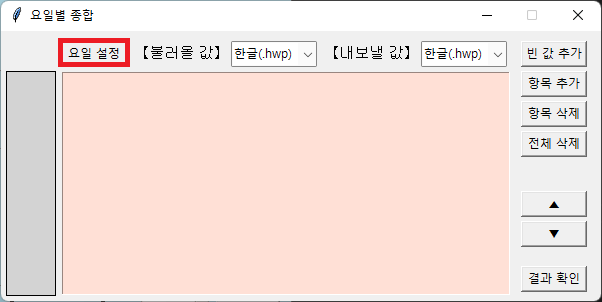 요일별 종합
요일 설정 【불러올 값】 한글(.hwp) 【내보낼 값】 한글(.hwp) 빈 값 추가
항목 추가
항목 삭제
전체 삭제
▲
▼
결과 확인